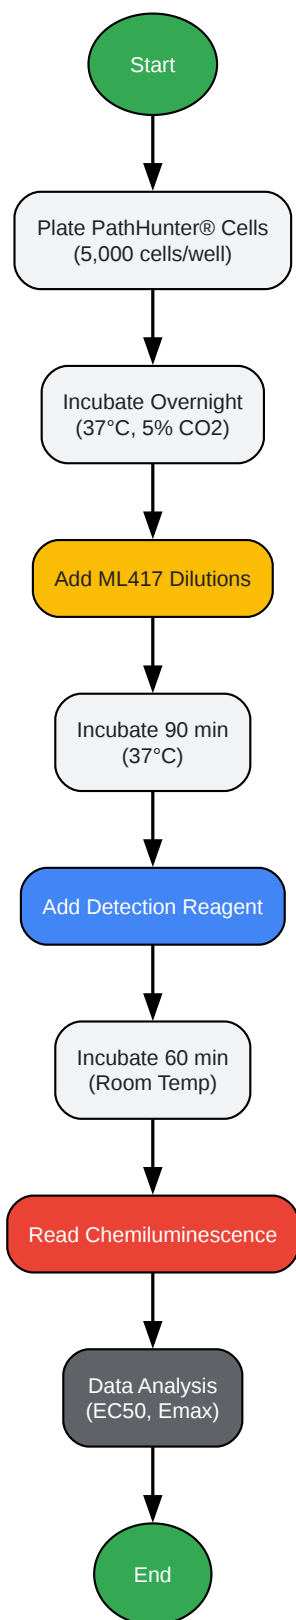 Start
Plate PathHunter® Cells
(5,000 cells/well)
Incubate Overnight
(37°C, 5% CO2)
Add ML417 Dilutions
Incubate 90 min
(37°C)
Add Detection Reagent
Incubate 60 min
(Room Temp)
Read Chemiluminescence
Data Analysis
(EC50, Emax)
End